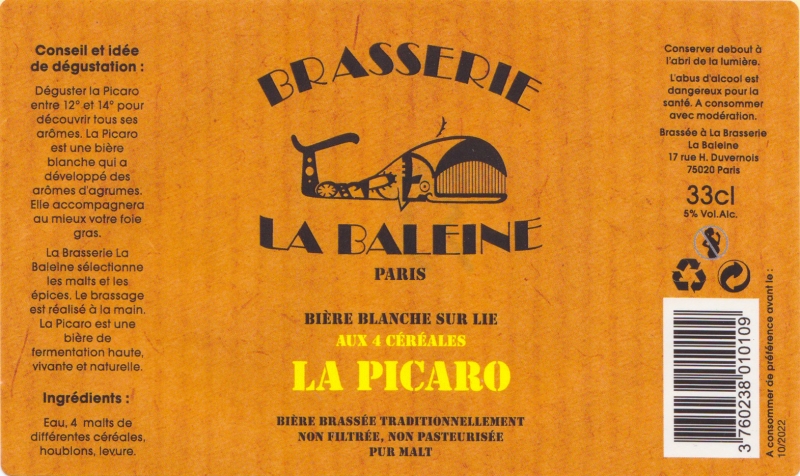 Conseil et idée
de dégustation :
Déguster la Picaro
entre 12° et 14° pour
découvrir tous ses
arômes. La Picaro
est une bière
blanche qui a
développé des
arômes d'agrumes.
Elle accompagnera
au mieux votre foie
gras.
La Brasserie La
Baleine sélectionne
les malts et les
épices. Le brassage
est réalisé à la main.
La Picaro est une
bière de
fermentation haute,
vivante et naturelle.
Ingrédients :
Eau, 4 malts de
différentes céréales,
houblons, levure.
BRASSERIE
LA BALEINE
PARIS
BIÈRE BLANCHE SUR LIE
AUX 4 CÉRÉALES
LA PICARO
BIÈRE BRASSÉE TRADITIONNELLEMENT
NON FILTRÉE, NON PASTEURISÉE
PUR MALT
Conserver debout à
l'abri de la lumière.
L'abus d'alcool est
dangereux pour la
santé. A consommer
avec modération.
Brassée à La Brasserie
La Baleine
17 rue H. Duvernois
75020 Paris
33cl
5% Vol.Alc.
3 760238 010109
A consommer de préférence avant le :
10/2022